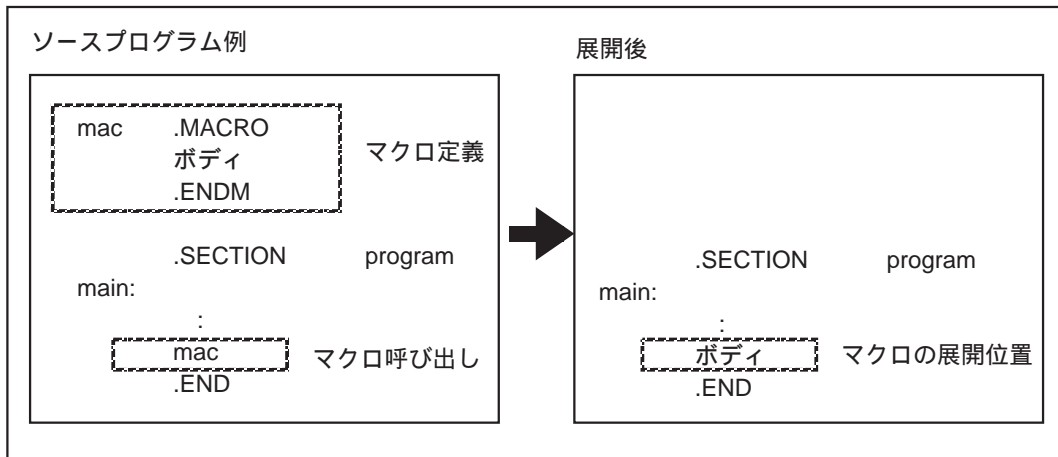 ソースプログラム例
mac .MACRO
ボディ
.ENDM
マクロ定義
.SECTION program
main:
:
mac マクロ呼び出し
.END
展開後
.SECTION program
main:
:
ボディ マクロの展開位置
.END